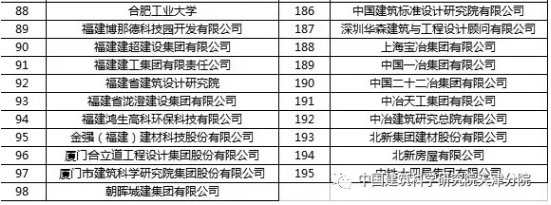 88 合肥工业大学 186 中国建筑标准设计研究院有限公司
89 福建博那德科技园开发有限公司 187 深圳华森建筑与工程设计顾问有限公司
90 福建建超建设集团有限公司 188 上海宝冶集团有限公司
91 福建建工集团有限责任公司 189 中国一冶集团有限公司
92 福建省建筑设计研究院 190 中国二十二冶集团有限公司
93 福建省泷澄建设集团有限公司 191 中冶天工集团有限公司
94 福建鸿生高科环保科技有限公司 192 中冶建筑研究总院有限公司
95 金强（福建）建材科技股份有限公司 193 北新集团建材股份有限公司
96 厦门合立道工程设计集团股份有限公司 194 北新房屋有限公司
97 厦门市建筑科学研究院集团股份有限公司 195 中铁十四局集团有限公司
98 朝晖城建集团有限公司
中国建筑科学研究院天津分院